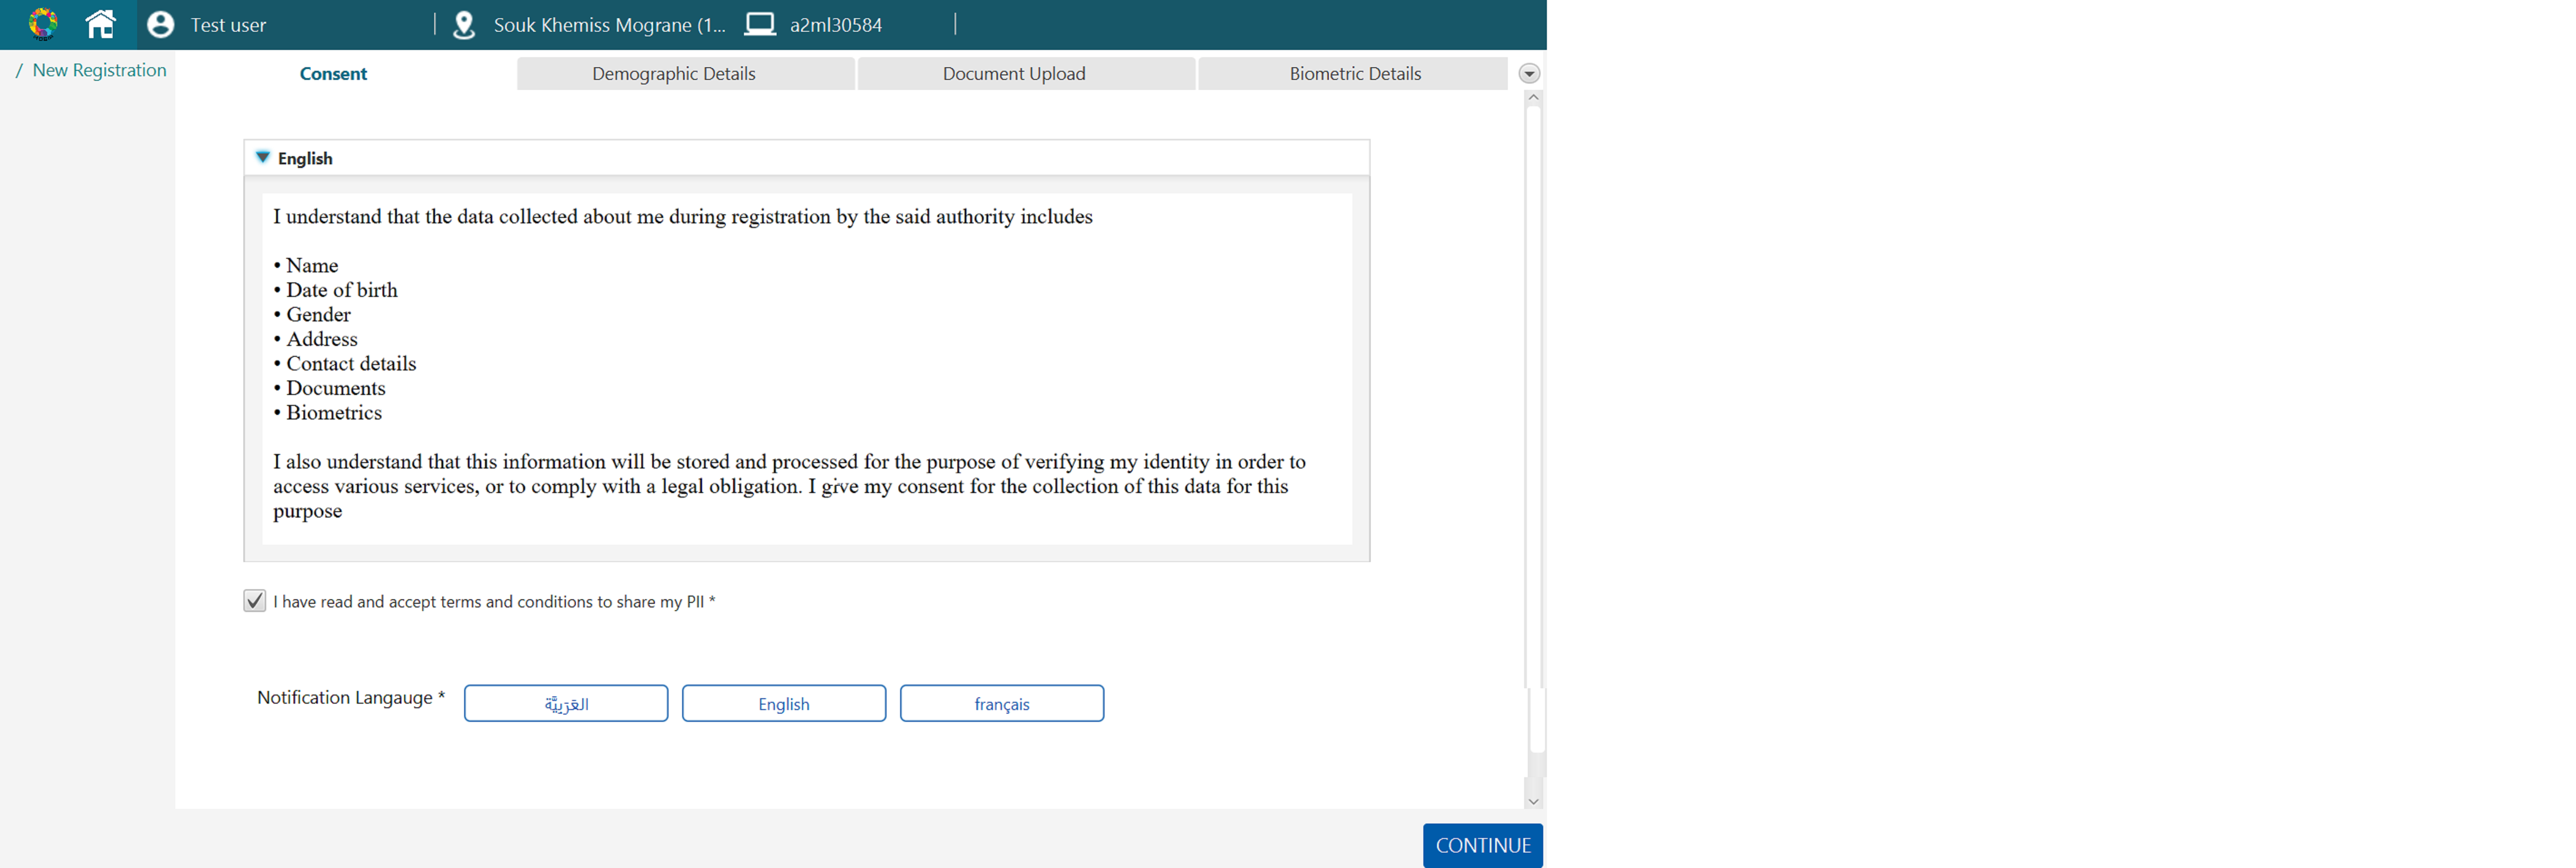 Test user
Souk Khemiss Mograne (1...
a2ml30584
/ New Registration
Consent
Demographic Details
Document Upload
Biometric Details
English
I understand that the data collected about me during registration by the said authority includes
• Name
• Date of birth
• Gender
• Address
• Contact details
• Documents
• Biometrics
I also understand that this information will be stored and processed for the purpose of verifying my identity in order to
access various services, or to comply with a legal obligation. I give my consent for the collection of this data for this
purpose
I have read and accept terms and conditions to share my PII *
Notification Langauge *
العَرَبِيَّة
English
français
CONTINUE